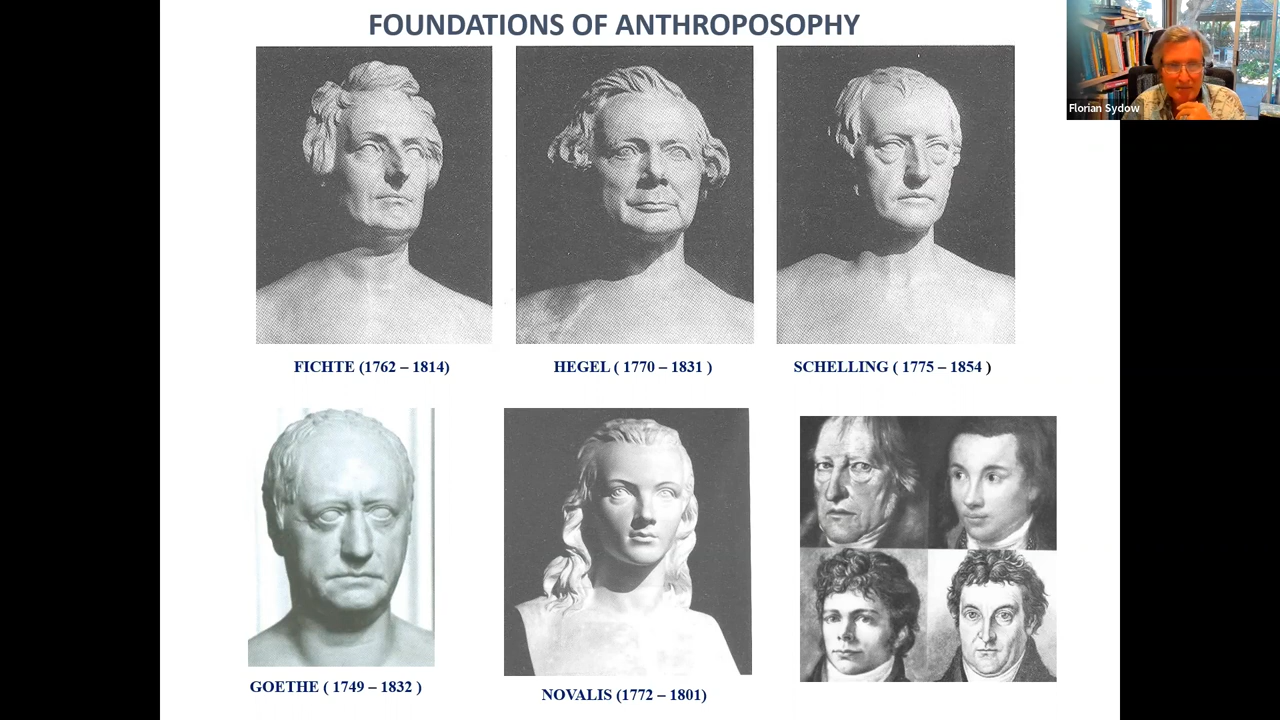 FOUNDATIONS OF ANTHROPOSOPHY
Florian Sydow
FICHTE (1762 – 1814)
HEGEL ( 1770 – 1831 )
SCHELLING ( 1775 – 1854 )
GOETHE ( 1749 – 1832 )
NOVALIS (1772 – 1801)